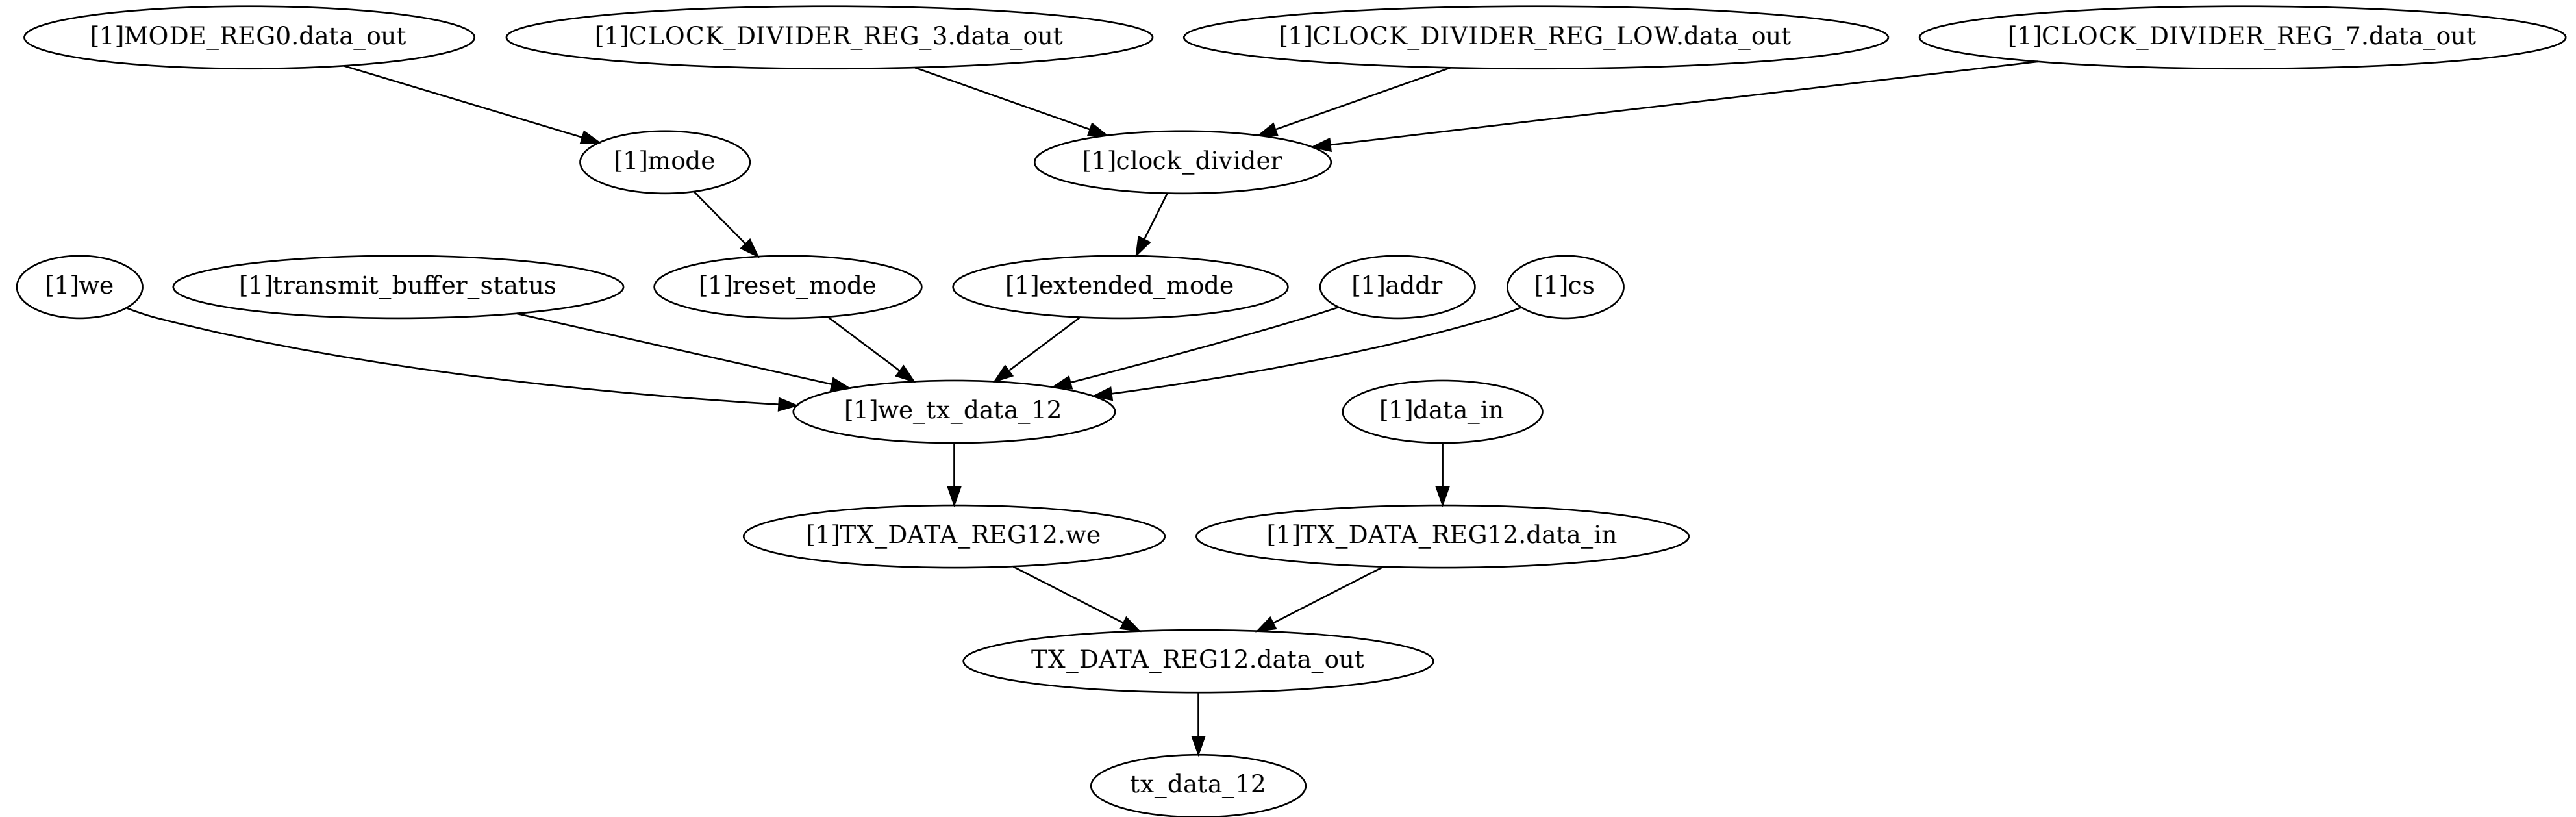 [1]MODE_REG0.data_out
[1]CLOCK_DIVIDER_REG_3.data_out
[1]CLOCK_DIVIDER_REG_LOW.data_out
[1]CLOCK_DIVIDER_REG_7.data_out
[1]mode
[1]clock_divider
[1]we
[1]transmit_buffer_status
[1]reset_mode
[1]extended_mode
[1]addr
[1]cs
[1]we_tx_data_12
[1]data_in
[1]TX_DATA_REG12.we
[1]TX_DATA_REG12.data_in
TX_DATA_REG12.data_out
tx_data_12